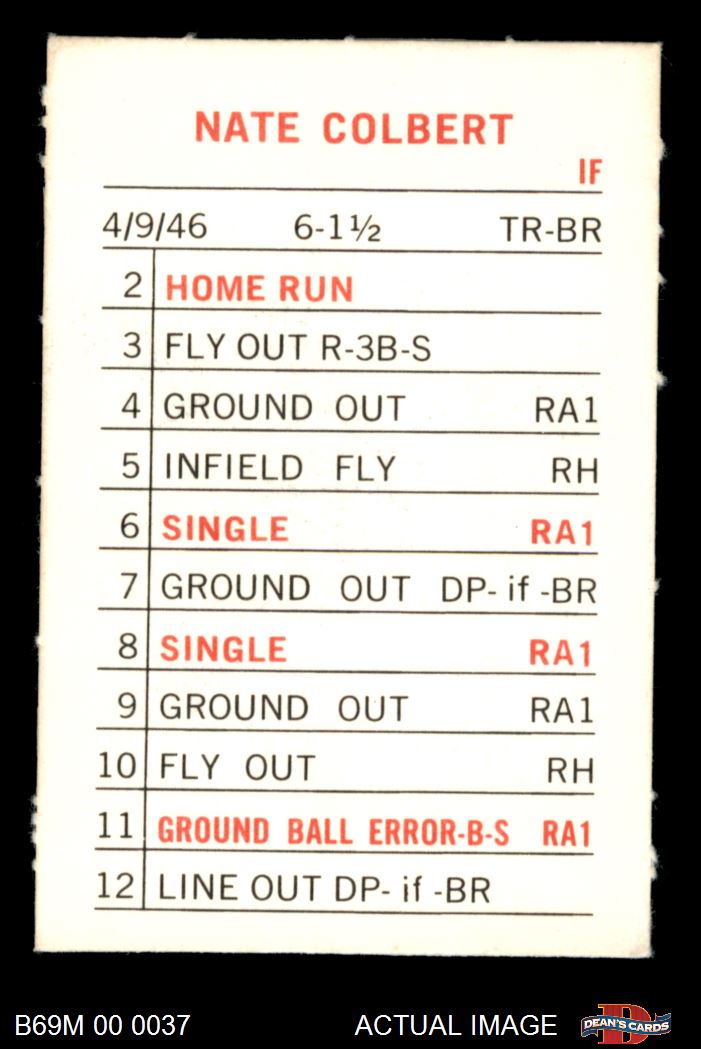 NATE COLBERT
IF
4/9/46 6-1½ TR-BR
2 HOME RUN
3 FLY OUT R-3B-S
4 GROUND OUT RA1
5 INFIELD FLY RH
6 SINGLE RA1
7 GROUND OUT DP- if -BR
8 SINGLE RA1
9 GROUND OUT RA1
10 FLY OUT RH
11 GROUND BALL ERROR-B-S RA1
12 LINE OUT DP- if -BR
B69M 00 0037 ACTUAL IMAGE D DEAN'S CARDS